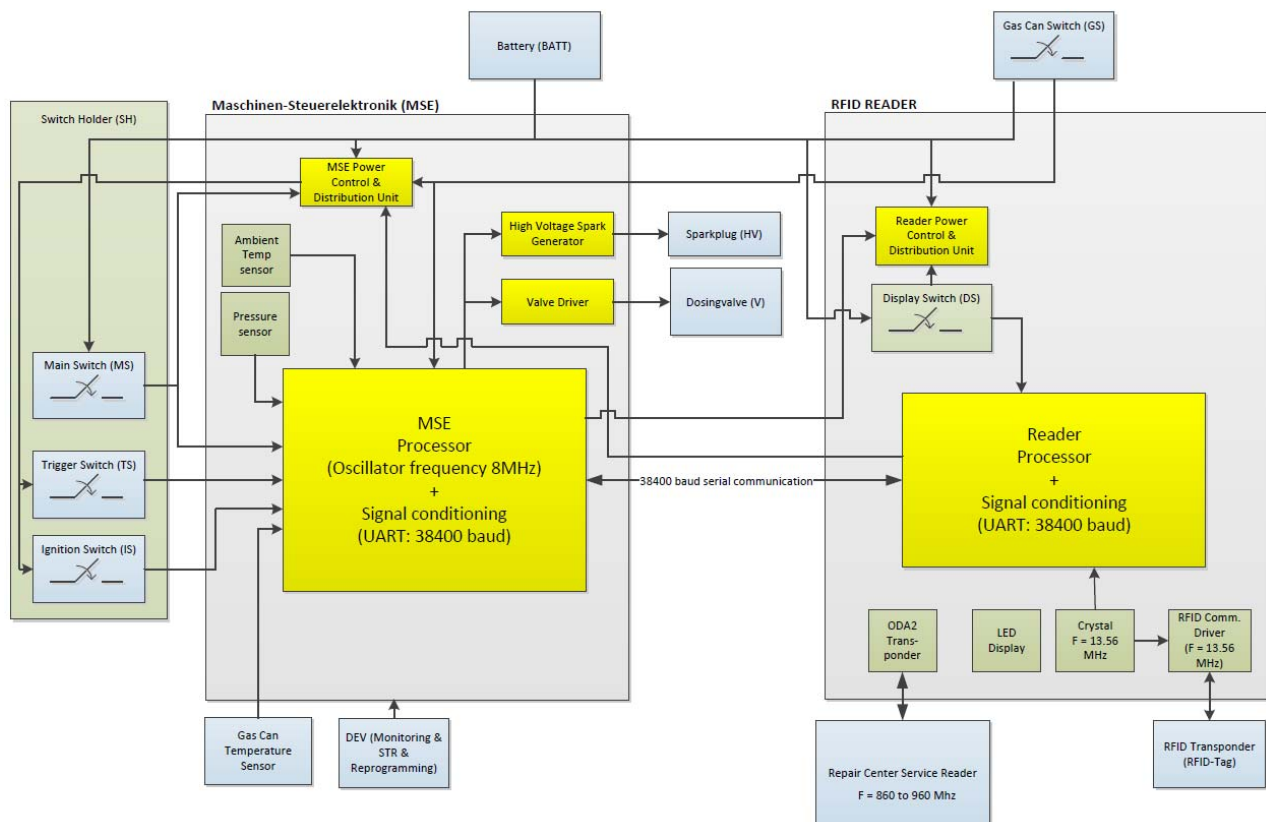 Battery (BATT)
Gas Can Switch (GS)
Maschinen-Steuerelektronik (MSE)
RFID READER
Switch Holder (SH)
MSE Power
Control &
Distribution Unit
High Voltage Spark
Generator
Sparkplug (HV)
Reader Power
Control &
Distribution Unit
Ambient
Temp
sensor
Valve Driver
Dosingvalve (V)
Display Switch (DS)
Pressure
sensor
Main Switch (MS)
MSE
Processor
(Oscillator frequency 8MHz)
+
Signal conditioning
(UART: 38400 baud)
Reader
Processor
+
Signal conditioning
(UART: 38400 baud)
Trigger Switch (TS)
38400 baud serial communication
Ignition Switch (IS)
ODA2
Trans-
ponder
LED
Display
Crystal
F = 13.56
MHz
RFID Comm.
Driver
(F = 13.56
MHz)
Gas Can
Temperature
Sensor
DEV (Monitoring &
STR &
Reprogramming)
Repair Center Service Reader
F = 860 to 960 Mhz
RFID Transponder
(RFID-Tag)